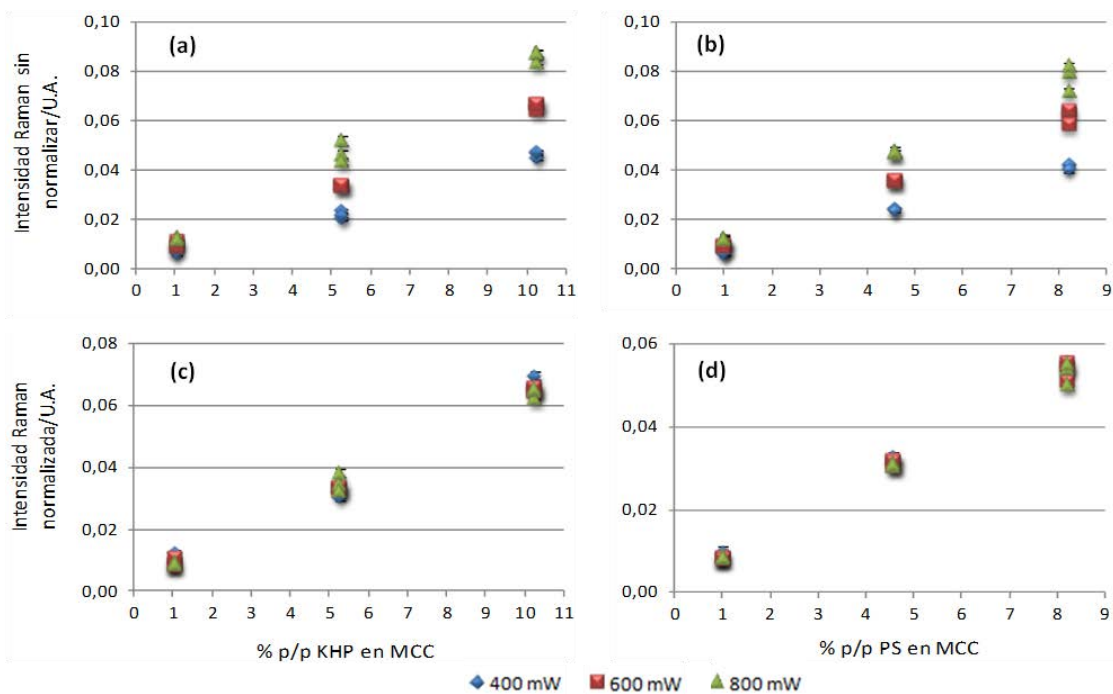 Intensidad Raman sin
normalizar/U.A.
(a)
0,10
0,08
0,06
0,04
0,02
0,00
0 1 2 3 4 5 6 7 8 9 10 11
(b)
0,10
0,08
0,06
0,04
0,02
0,00
0 1 2 3 4 5 6 7 8 9
Intensidad Raman
normalizada/U.A.
(c)
0,08
0,06
0,04
0,02
0,00
0 1 2 3 4 5 6 7 8 9 10 11
% p/p KHP en MCC
(d)
0,06
0,04
0,02
0,00
0 1 2 3 4 5 6 7 8 9
% p/p PS en MCC
400 mW 600 mW 800 mW